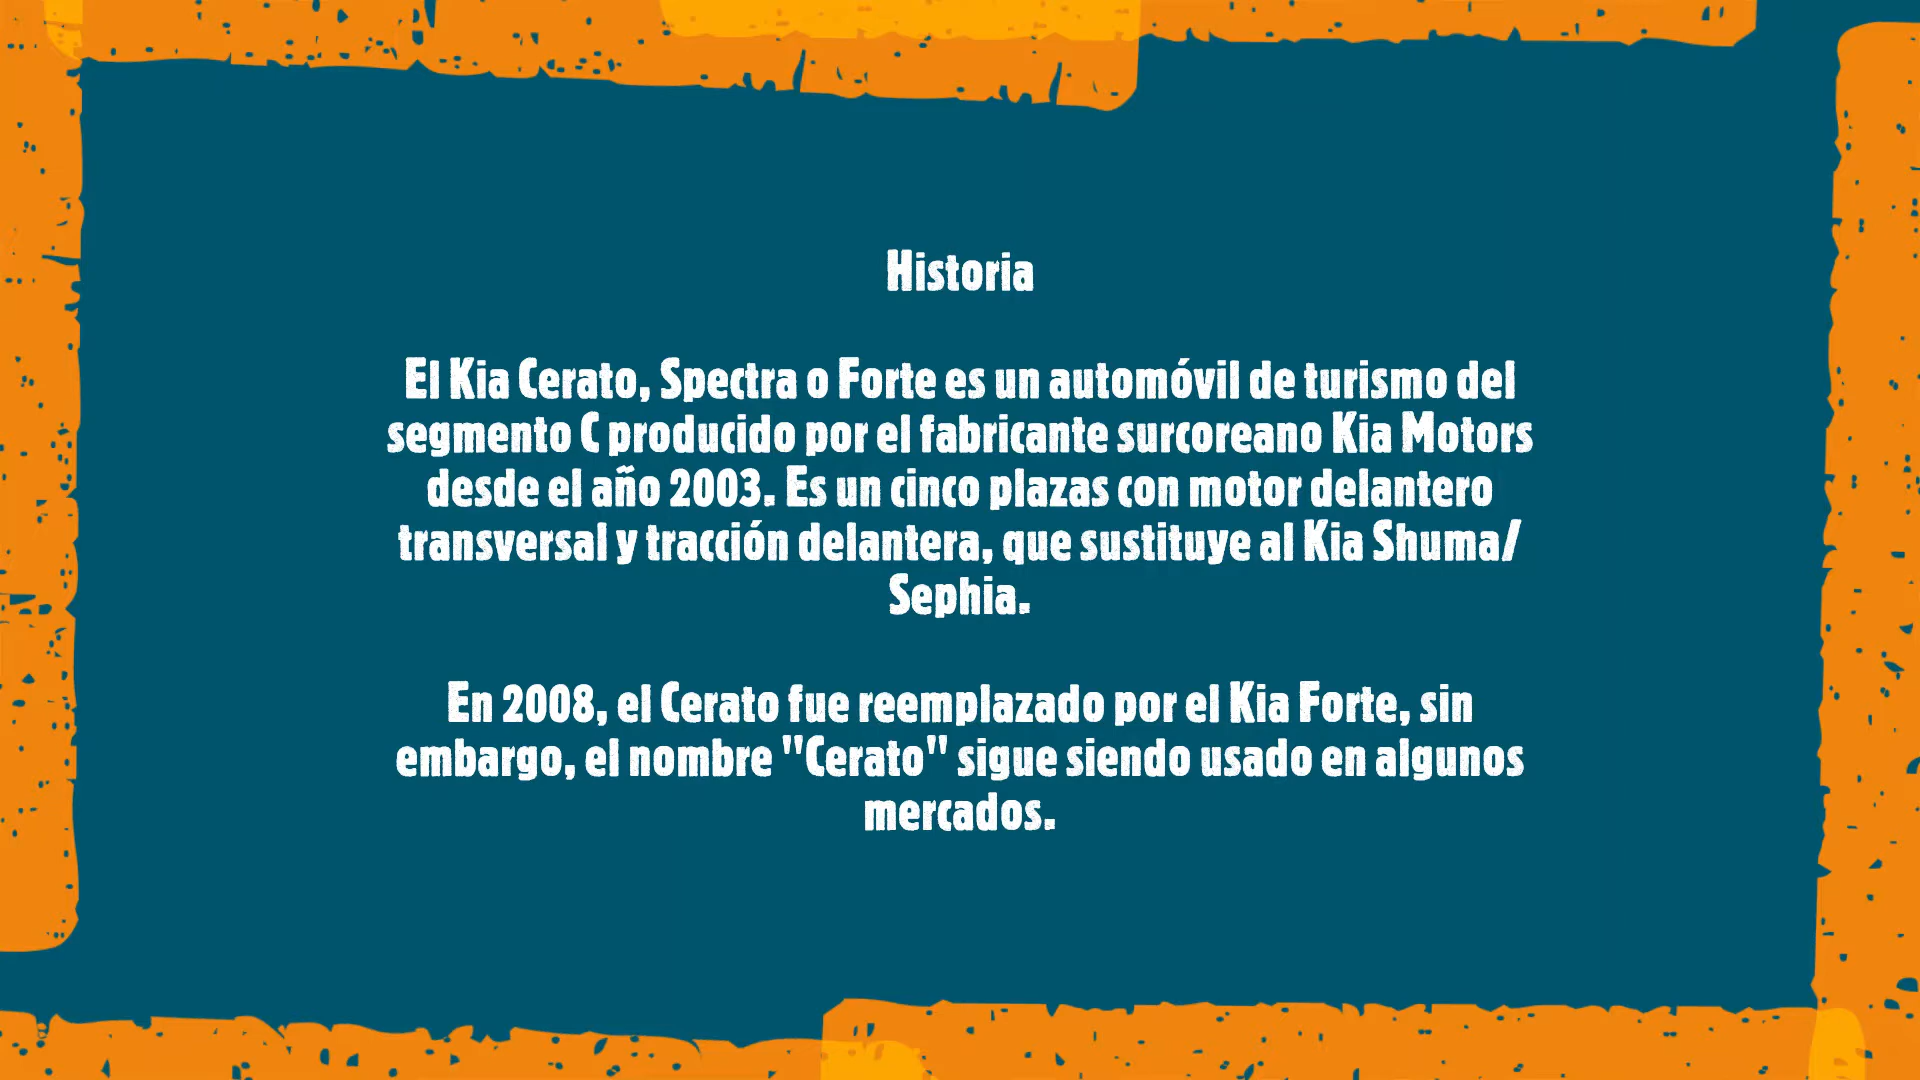 Historia
El Kia Cerato, Spectra o Forte es un automóvil de turismo del
segmento C producido por el fabricante surcoreano Kia Motors
desde el año 2003. Es un cinco plazas con motor delantero
transversal y tracción delantera, que sustituye al Kia Shuma/
Sephia.
En 2008, el Cerato fue reemplazado por el Kia Forte, sin
embargo, el nombre "Cerato" sigue siendo usado en algunos
mercados.